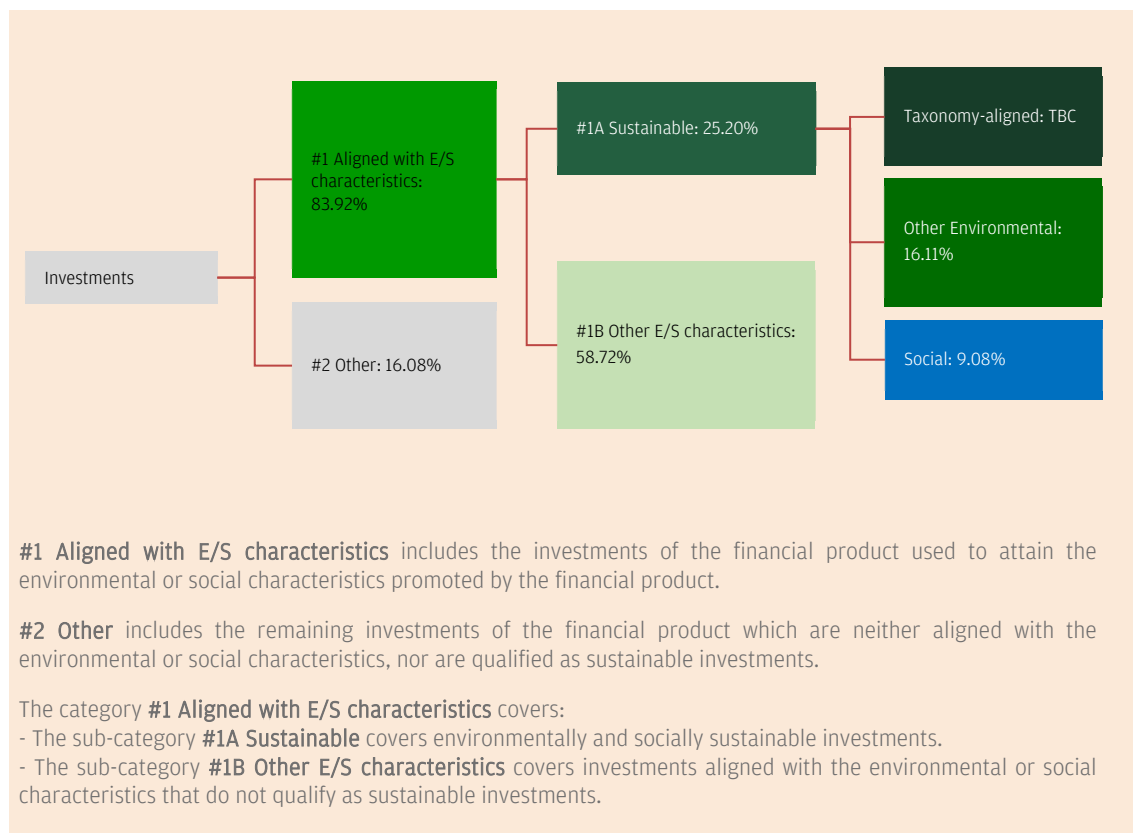 Investments
#1 Aligned with E/S
characteristics:
83.92%
#2 Other: 16.08%
#1A Sustainable: 25.20%
#1B Other E/S characteristics:
58.72%
Taxonomy-aligned: TBC
Other Environmental:
16.11%
Social: 9.08%
#1 Aligned with E/S characteristics includes the investments of the financial product used to attain the
environmental or social characteristics promoted by the financial product.
#2 Other includes the remaining investments of the financial product which are neither aligned with the
environmental or social characteristics, nor are qualified as sustainable investments.
The category #1 Aligned with E/S characteristics covers:
- The sub-category #1A Sustainable covers environmentally and socially sustainable investments.
- The sub-category #1B Other E/S characteristics covers investments aligned with the environmental or social
characteristics that do not qualify as sustainable investments.